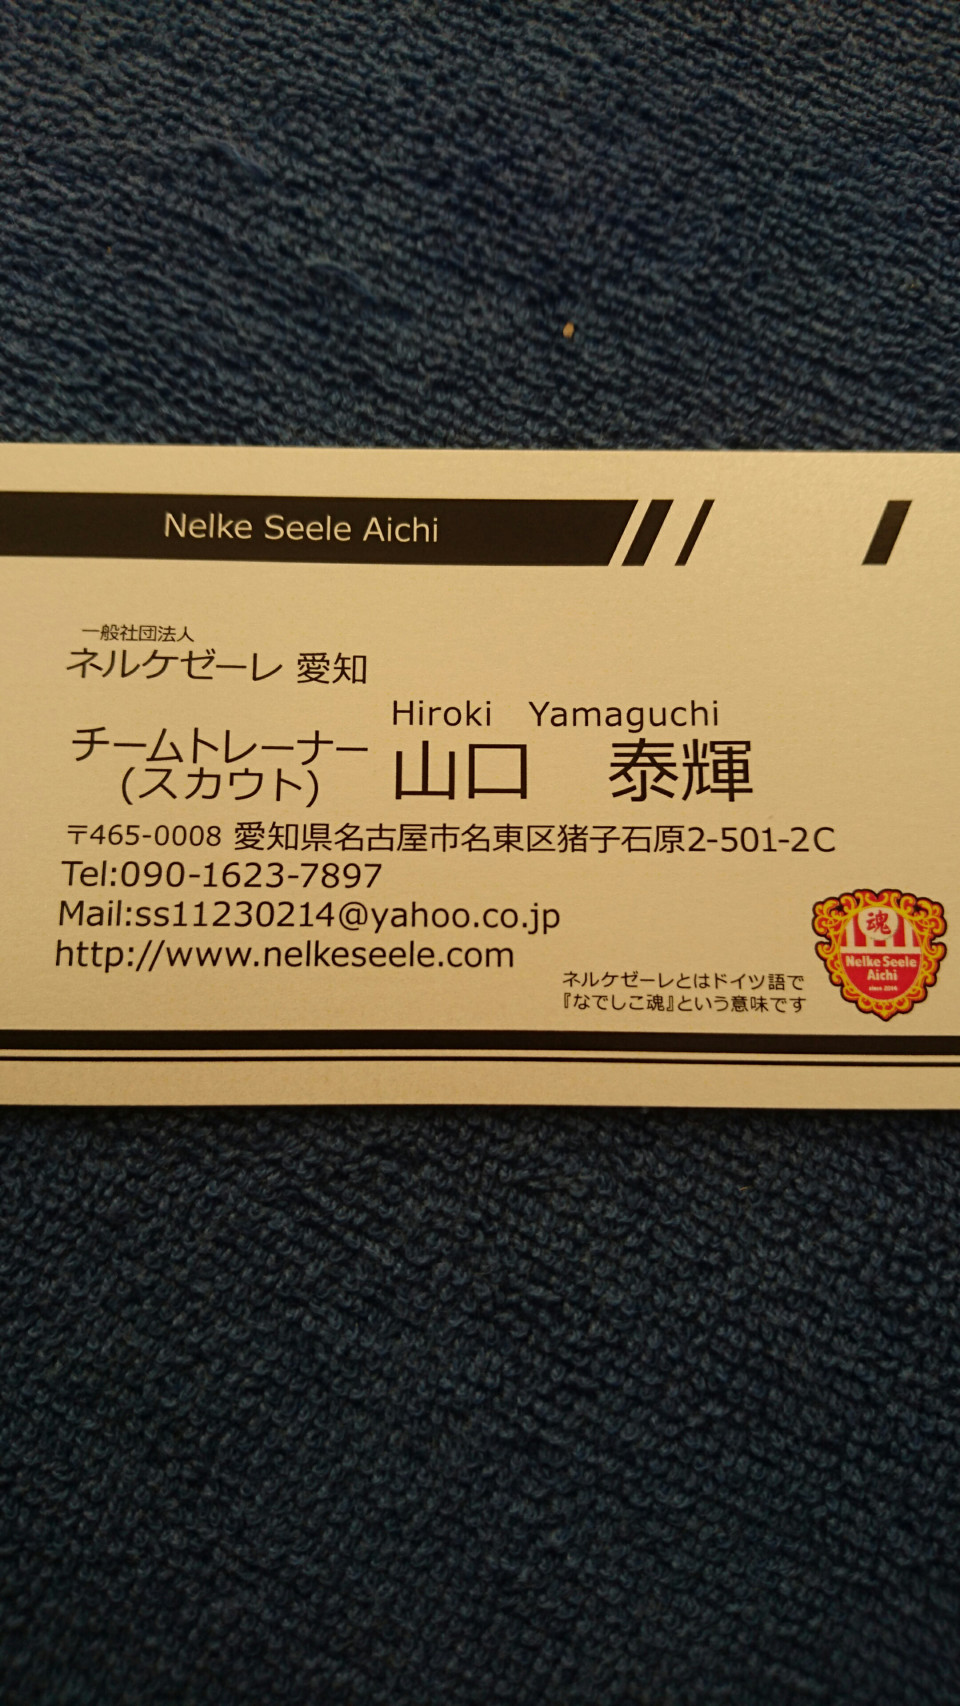 Nelke Seele Aichi
一般社団法人
ネルケゼーレ 愛知
Hiroki Yamaguchi
チームトレーナー
(スカウト)
山口 泰輝
〒465-0008 愛知県名古屋市名東区猪子石原2-501-2C
Tel:090-1623-7897
Mail:ss11230214@yahoo.co.jp
http://www.nelkeseele.com
ネルケゼーレとはドイツ語で
『なでしこ魂』という意味です
魂
Nelke Seele
Aichi